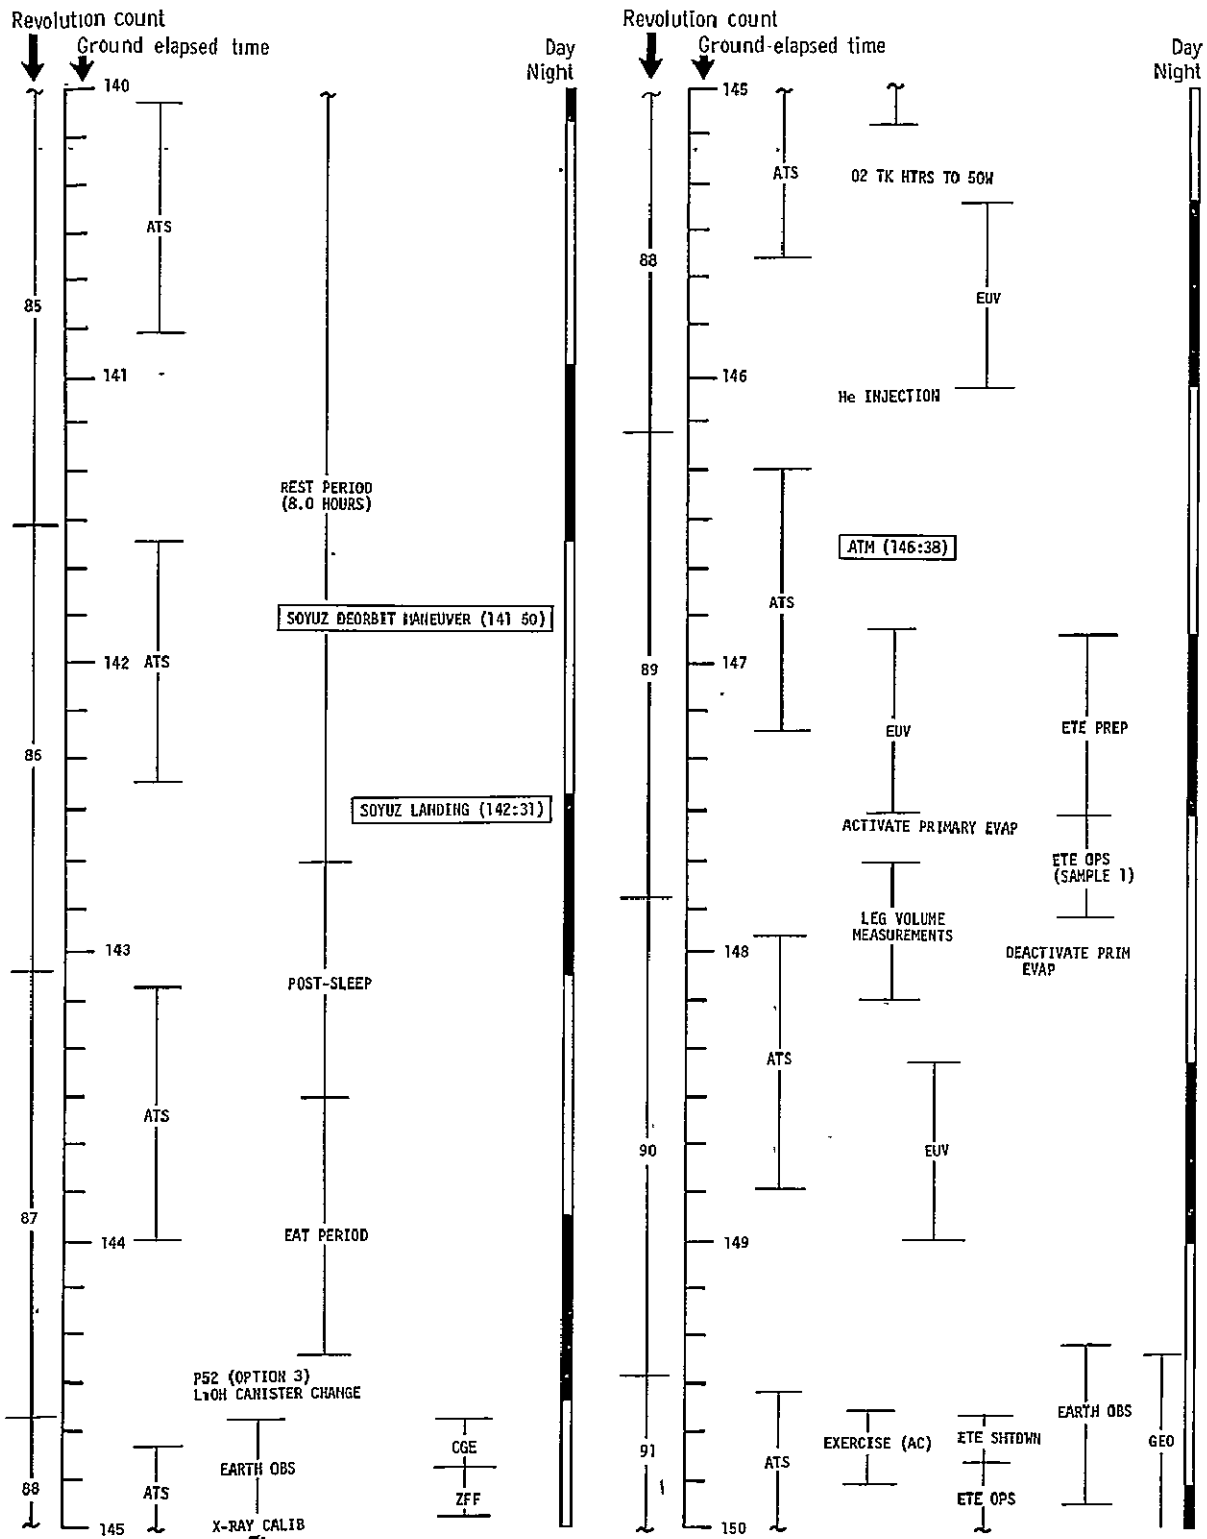 Revolution count
Ground elapsed time
Day
Night
140
ATS
85
141
REST PERIOD
(8.0 HOURS)
SOYUZ DEORBIT MANEUVER (141 50)
142
ATS
86
SOYUZ LANDING (142:31)
143
POST-SLEEP
ATS
87
144
EAT PERIOD
P52 (OPTION 3)
LiOH CANISTER CHANGE
CGE
EARTH OBS
88
ATS
ZFF
X-RAY CALIB
145
Revolution count
Ground-elapsed time
Day
Night
145
ATS
O2 TK HTRS TO 50W
88
EUV
146
He INJECTION
ATM (146:38)
ATS
147
89
EUV
ETE PREP
ACTIVATE PRIMARY EVAP
ETE OPS
(SAMPLE 1)
LEG VOLUME
MEASUREMENTS
148
DEACTIVATE PRIM
EVAP
ATS
90
EUV
149
EARTH OBS
91
EXERCISE (AC)
ETE SHTDWN
GEO
ATS
ETE OPS
150